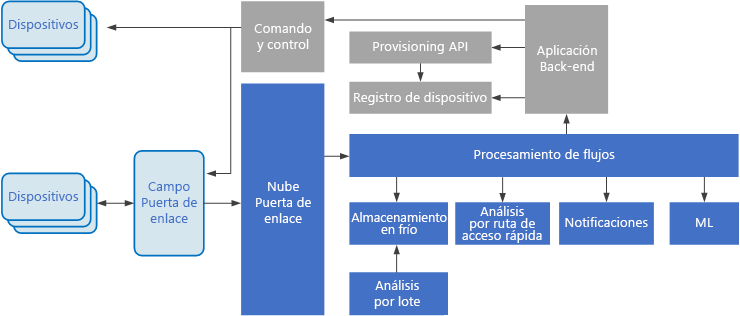 Dispositivos
Comando
y control
Provisioning API
Aplicación
Back-end
Registro de dispositivo
Dispositivos
Campo
Puerta de
enlace
Nube
Puerta de
enlace
Procesamiento de flujos
Almacenamiento
en frío
Análisis
por ruta de
acceso rápida
Notificaciones
ML
Análisis
por lote